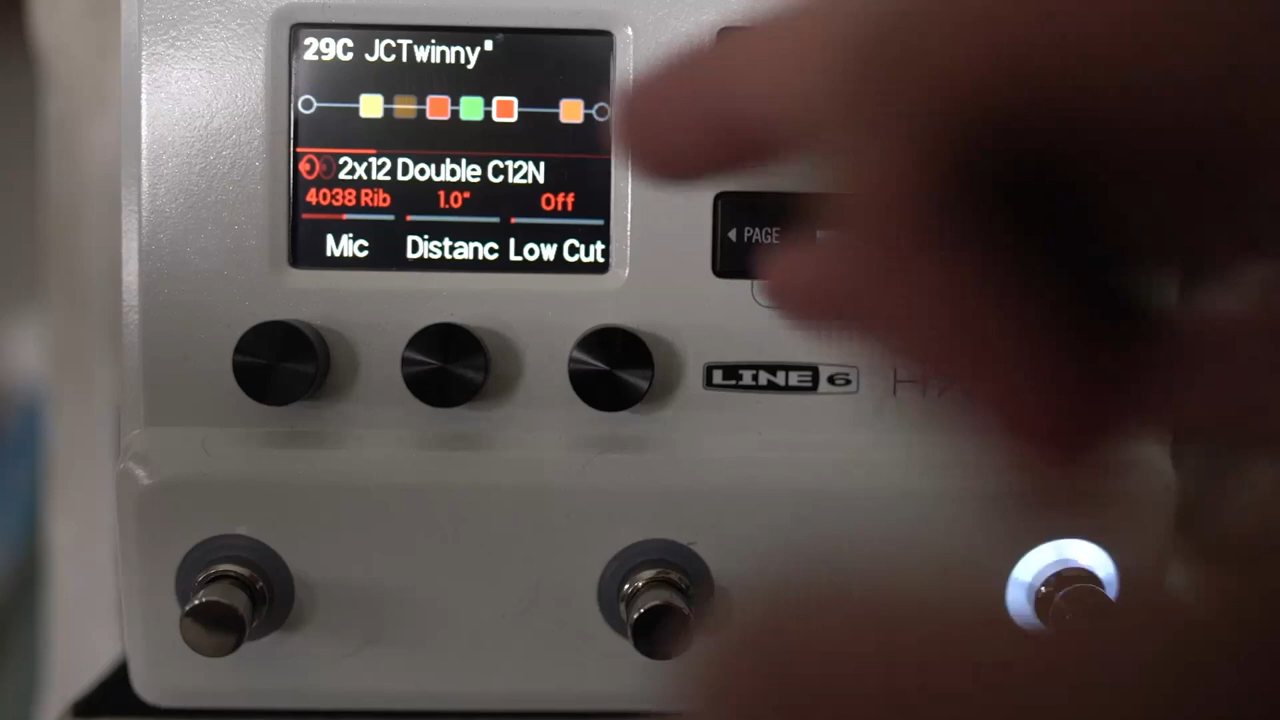 29C JCTwinny
2x12 Double C12N
4038 Rib 1.0" Off
Mic Distanc Low Cut
PAGE
LINE 6